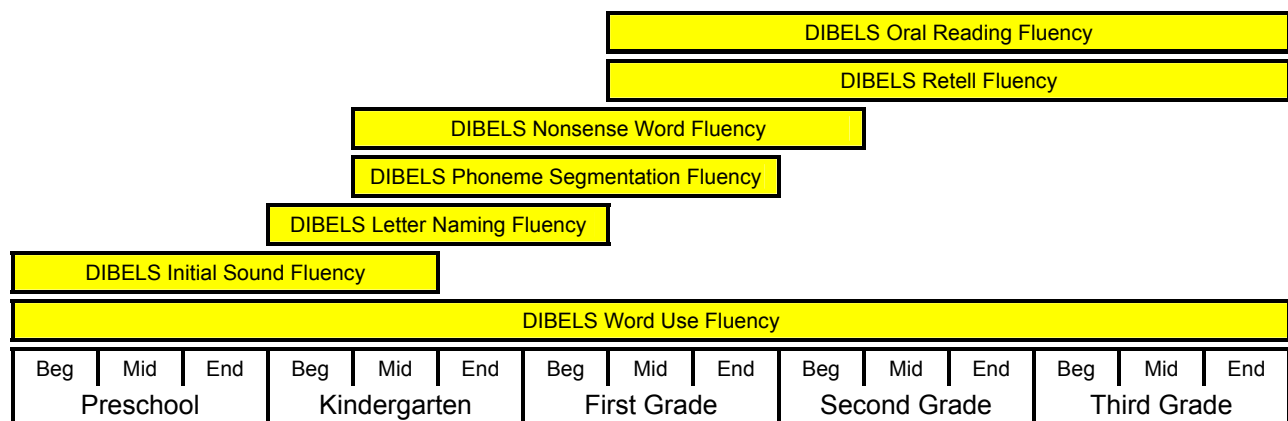 DIBELS Oral Reading Fluency
DIBELS Retell Fluency
DIBELS Nonsense Word Fluency
DIBELS Phoneme Segmentation Fluency
DIBELS Letter Naming Fluency
DIBELS Initial Sound Fluency
DIBELS Word Use Fluency
Beg Mid End Beg Mid End Beg Mid End Beg Mid End Beg Mid End
Preschool Kindergarten First Grade Second Grade Third Grade